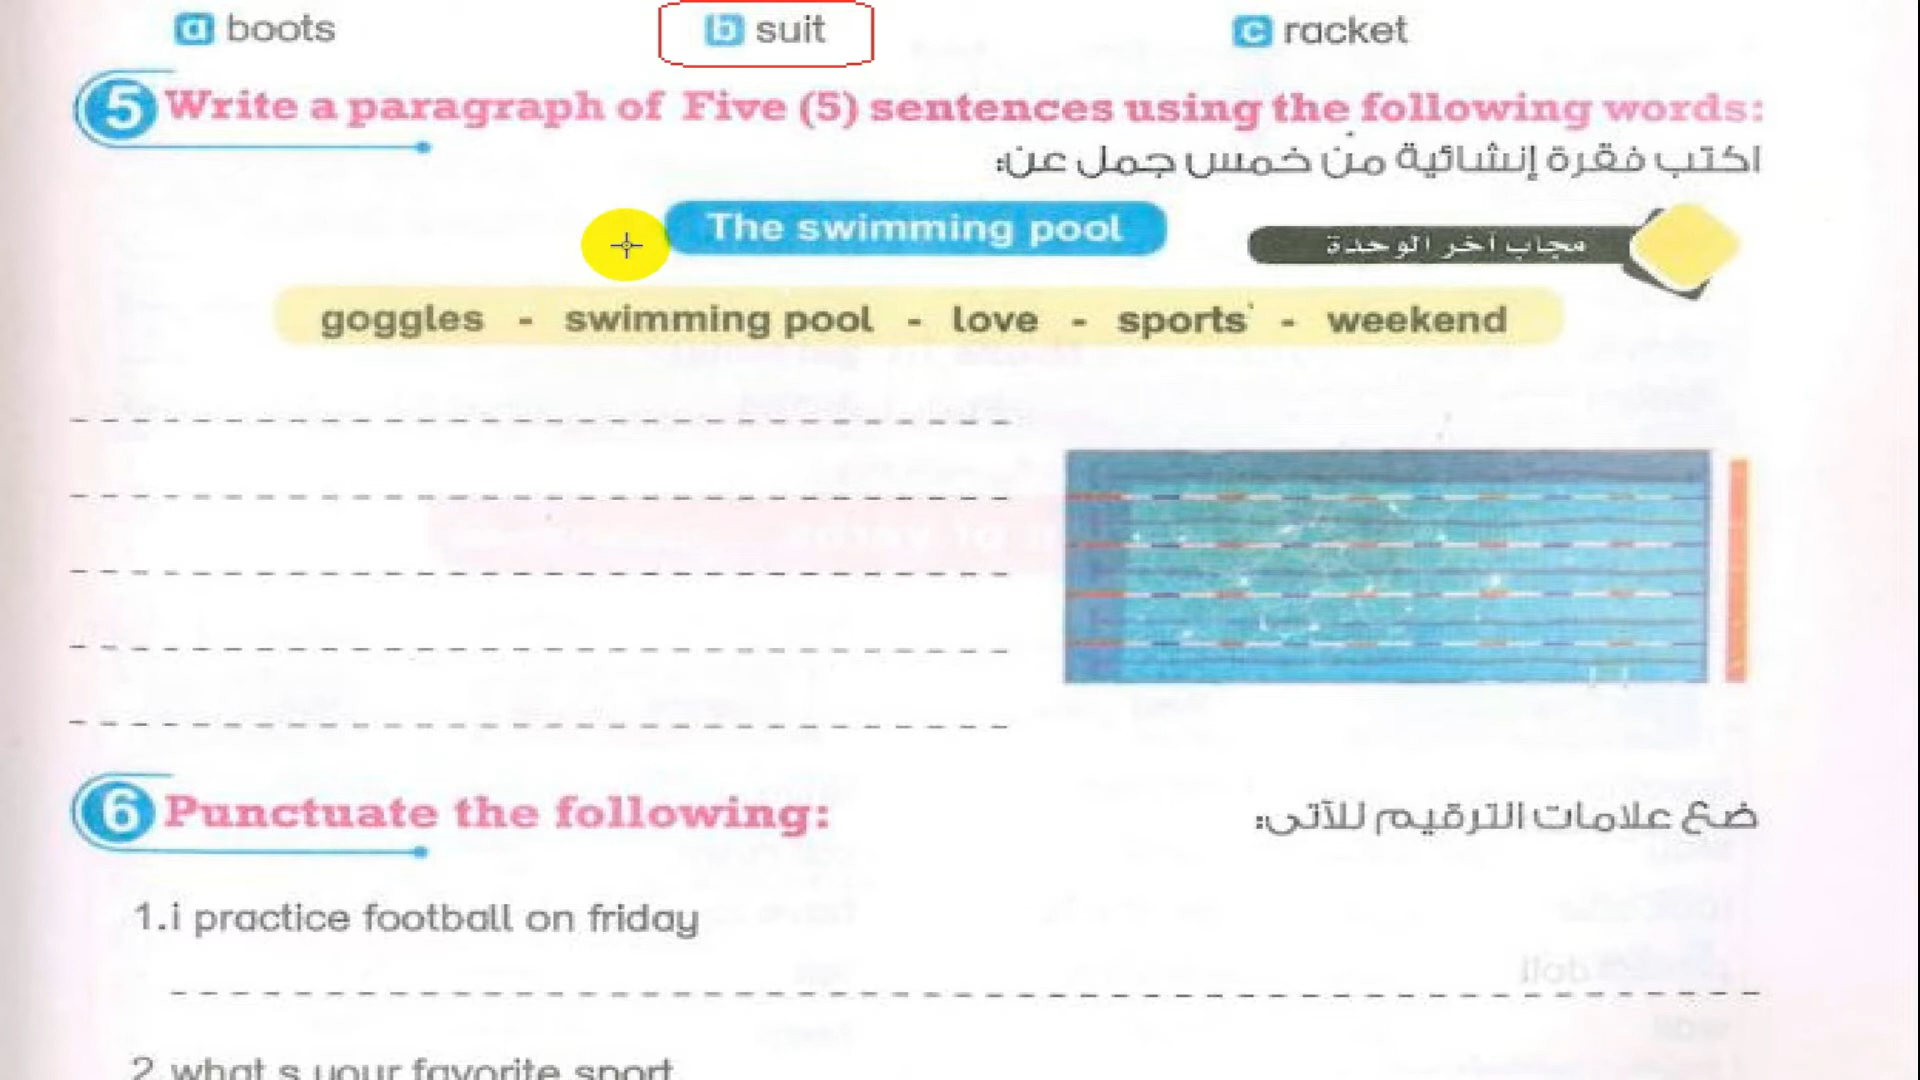 a boots b suit c racket
5 Write a paragraph of Five (5) sentences using the following words:
اكتب فقرة إنشائية من خمس جمل عن:
The swimming pool
مجاب آخر الوحدة
goggles - swimming pool - love - sports - weekend
6 Punctuate the following:
ضع علامات الترقيم للآتى:
1.i practice football on friday
2.what s your favorite sport